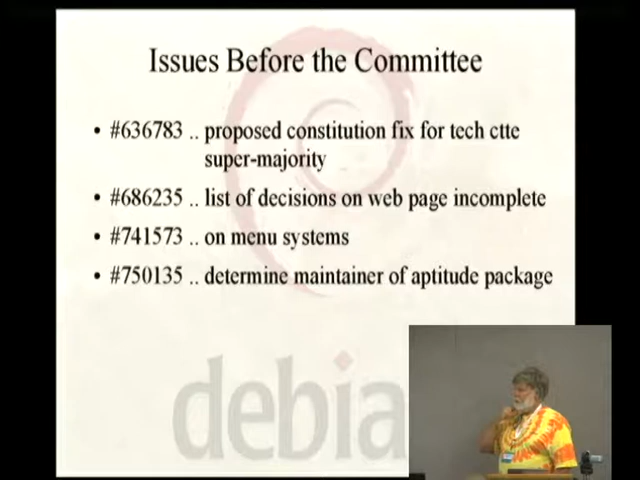 Issues Before the Committee
• #636783 .. proposed constitution fix for tech ctte
super-majority
• #686235 .. list of decisions on web page incomplete
• #741573 .. on menu systems
• #750135 .. determine maintainer of aptitude package
debia